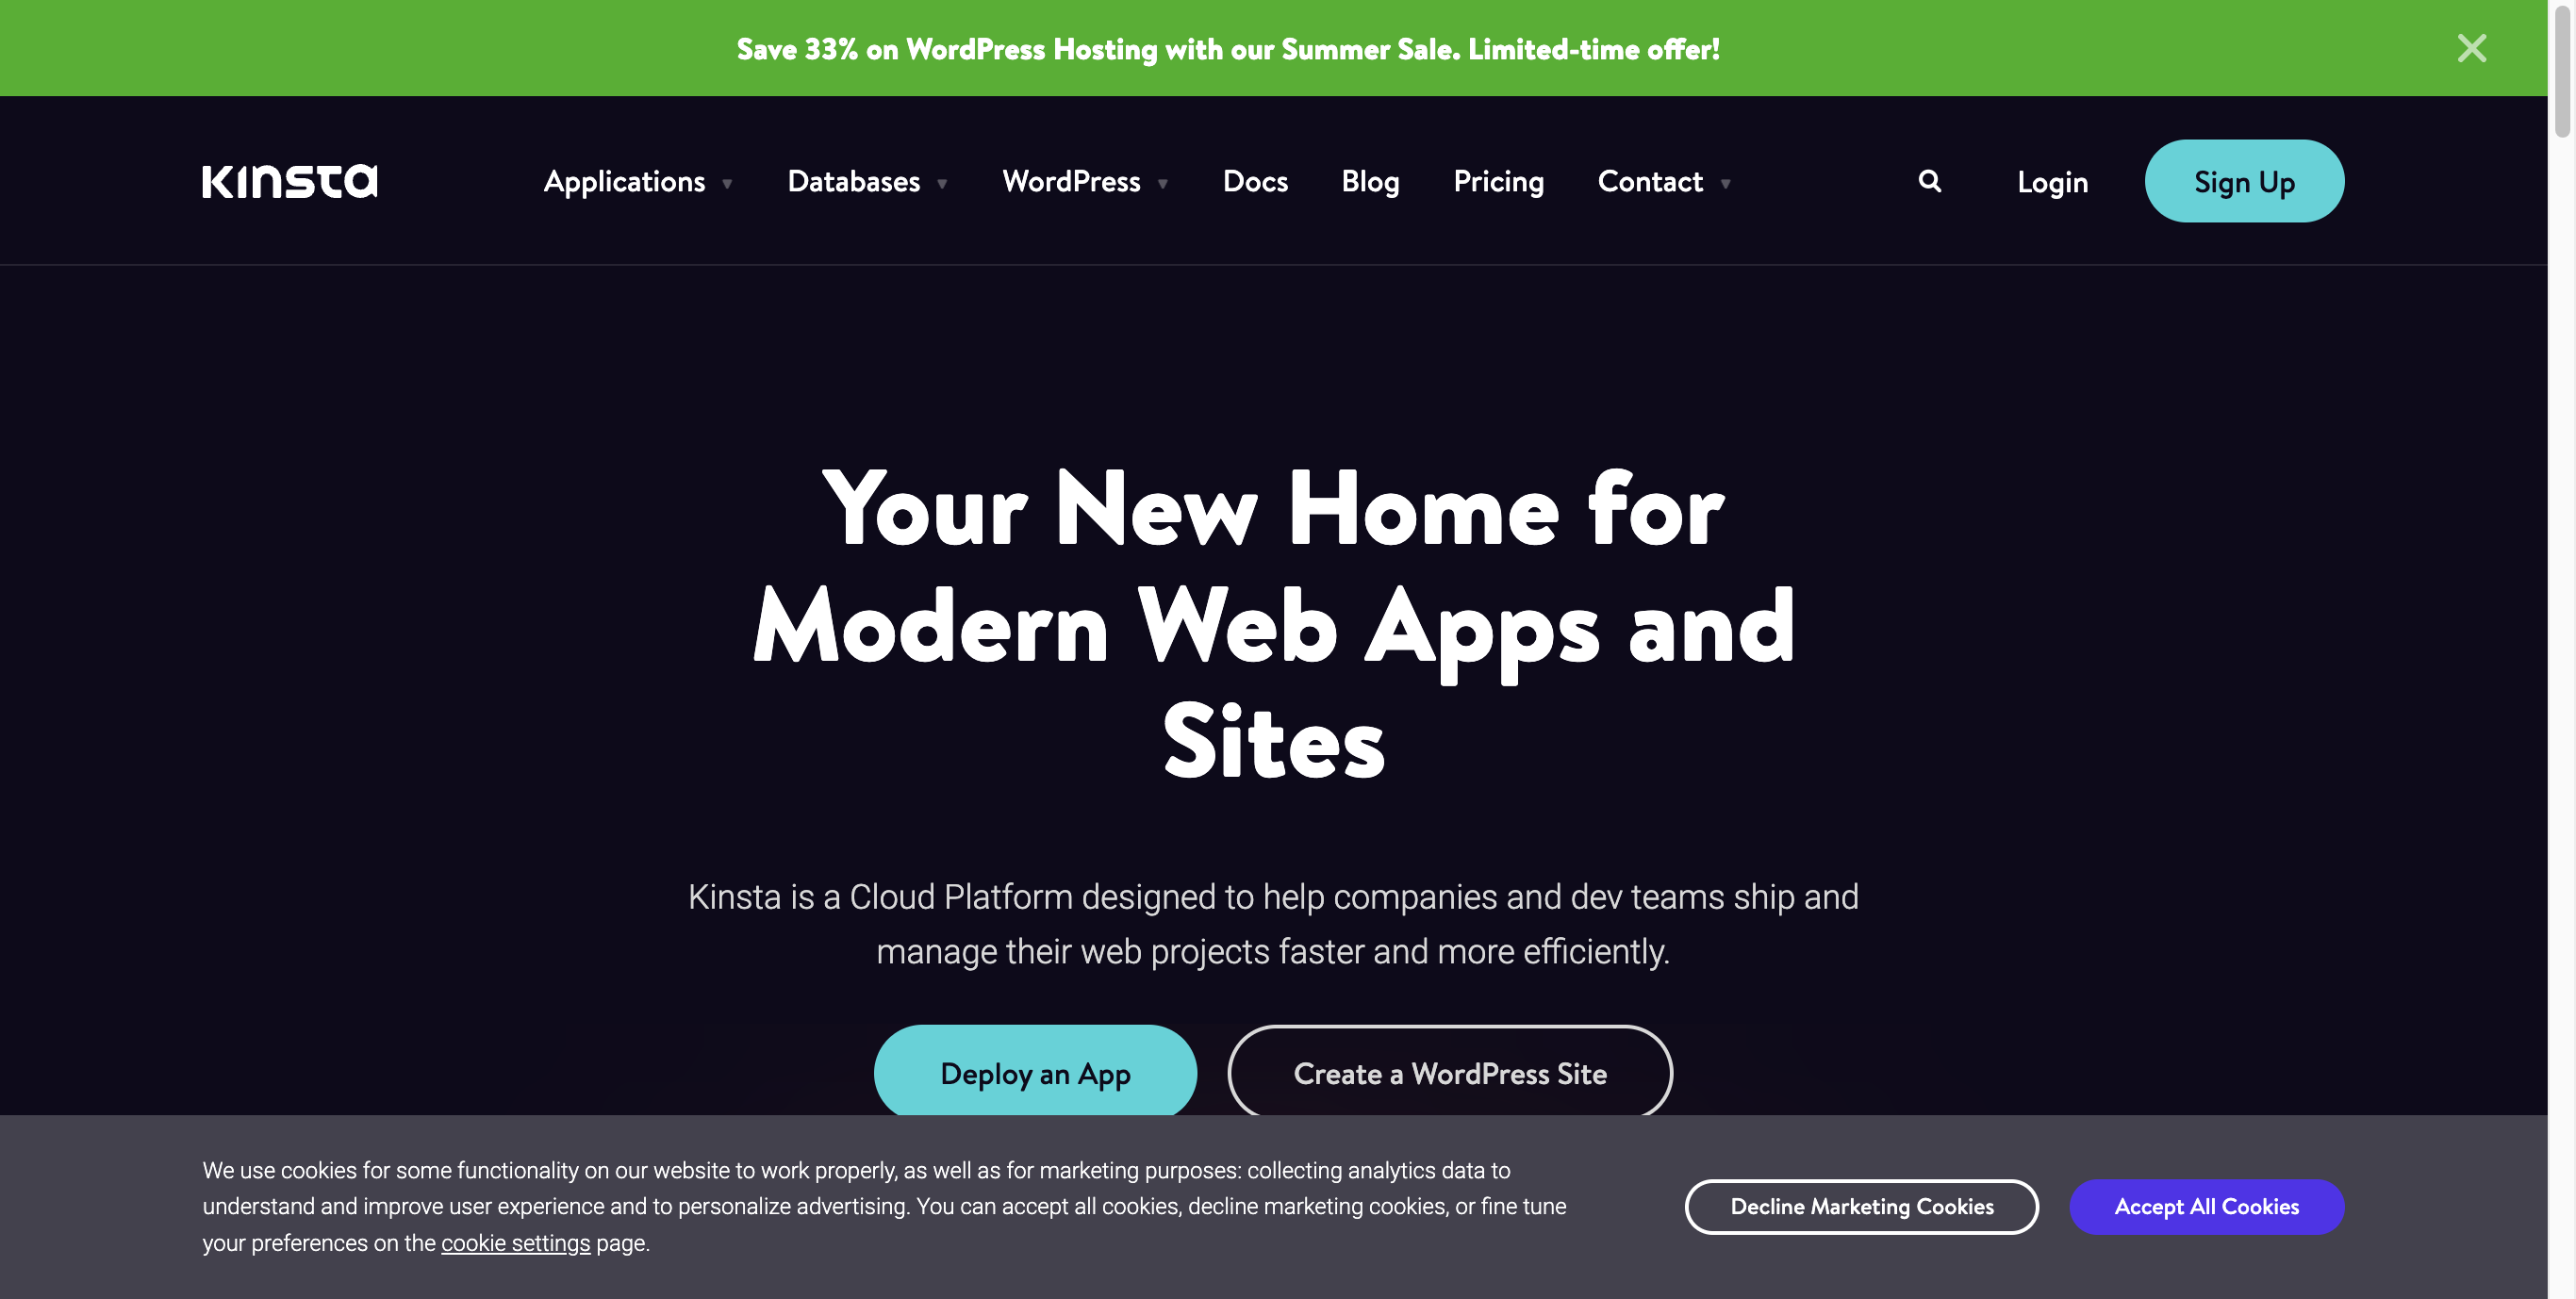 Save 33% on WordPress Hosting with our Summer Sale. Limited-time offer!
KINSTA
Applications
Databases
WordPress
Docs
Blog
Pricing
Contact
Login
Sign Up
Your New Home for
Modern Web Apps and
Sites
Kinsta is a Cloud Platform designed to help companies and dev teams ship and
manage their web projects faster and more efficiently.
Deploy an App
Create a WordPress Site
We use cookies for some functionality on our website to work properly, as well as for marketing purposes: collecting analytics data to
understand and improve user experience and to personalize advertising. You can accept all cookies, decline marketing cookies, or fine tune
your preferences on the cookie settings page.
Decline Marketing Cookies
Accept All Cookies